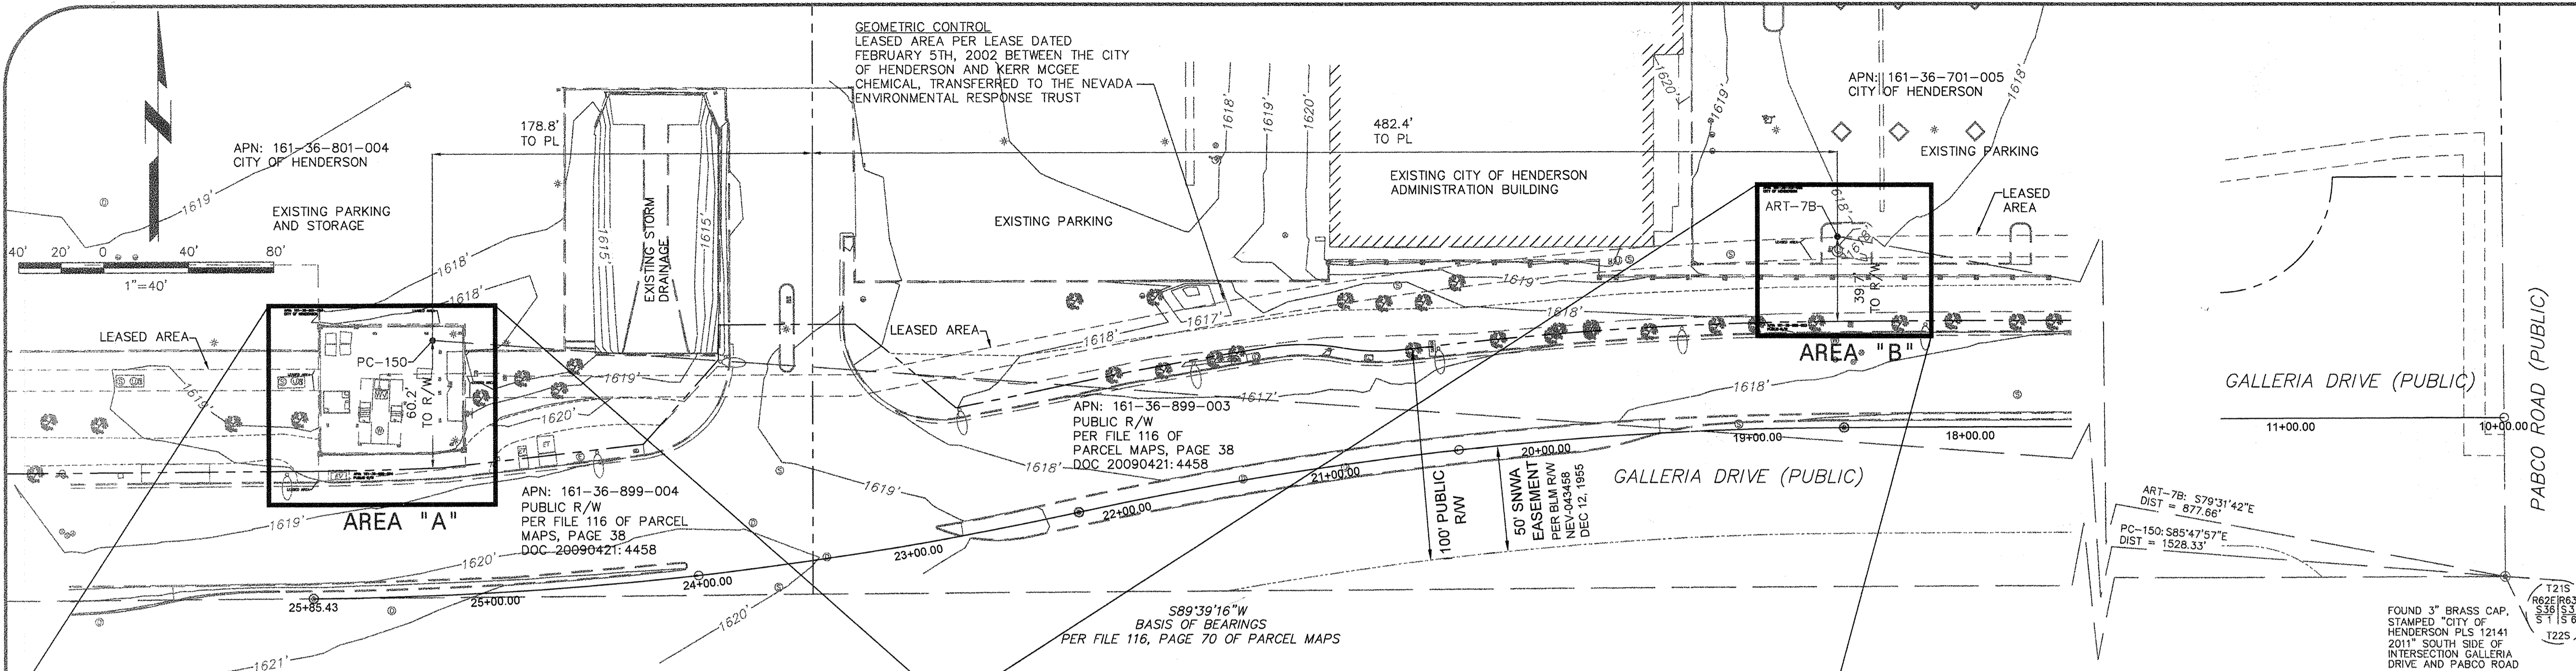 GEOMETRIC CONTROL
LEASED AREA PER LEASE DATED
FEBRUARY 5TH, 2002 BETWEEN THE CITY
OF HENDERSON AND KERR MCGEE
CHEMICAL, TRANSFERRED TO THE NEVADA
ENVIRONMENTAL RESPONSE TRUST
APN: 161-36-801-004
CITY OF HENDERSON
178.8'
TO PL
482.4'
TO PL
APN: 161-36-701-005
CITY OF HENDERSON
1618'
1619'
1620'
1620'
1619'
1618'
EXISTING PARKING
EXISTING CITY OF HENDERSON
ADMINISTRATION BUILDING
1619'
EXISTING PARKING
AND STORAGE
EXISTING STORM
DRAINAGE
1615'
1615'
EXISTING PARKING
LEASED
AREA
ART-7B
1618'
1618'
39.7'
TO R/W
40' 20' 0 40' 80'
1"=40'
1618'
1618'
LEASED AREA
PC-150
60.2'
TO R/W
1619'
1619'
1620'
AREA "A"
1619'
LEASED AREA
1618'
1617'
1619
1618'
1617'
1618'
AREA "B"
GALLERIA DRIVE (PUBLIC)
PABCO ROAD (PUBLIC)
APN: 161-36-899-003
PUBLIC R/W
PER FILE 116 OF
PARCEL MAPS, PAGE 38
DOC 20090421:4458
1618'
1619'
APN: 161-36-899-004
PUBLIC R/W
PER FILE 116 OF PARCEL
MAPS, PAGE 38
DOC 20090421:4458
1620'
1620'
1621'
25+85.43
25+00.00
24+00.00
23+00.00
22+00.00
21+00.00
20+00.00
19+00.00
18+00.00
11+00.00
10+00.00
100' PUBLIC
R/W
50' SNWA
EASEMENT
PER BLM R/W
NEV-043458
DEC 12, 1955
GALLERIA DRIVE (PUBLIC)
ART-7B: S79°31'42"E
DIST = 877.66'
PC-150: S85°47'57"E
DIST = 1528.33'
S89°39'16"W
BASIS OF BEARINGS
PER FILE 116, PAGE 70 OF PARCEL MAPS
FOUND 3" BRASS CAP,
STAMPED "CITY OF
HENDERSON PLS 12141
2011" SOUTH SIDE OF
INTERSECTION GALLERIA
DRIVE AND PABCO ROAD
T21S
R62E
S36
S 1
T22S